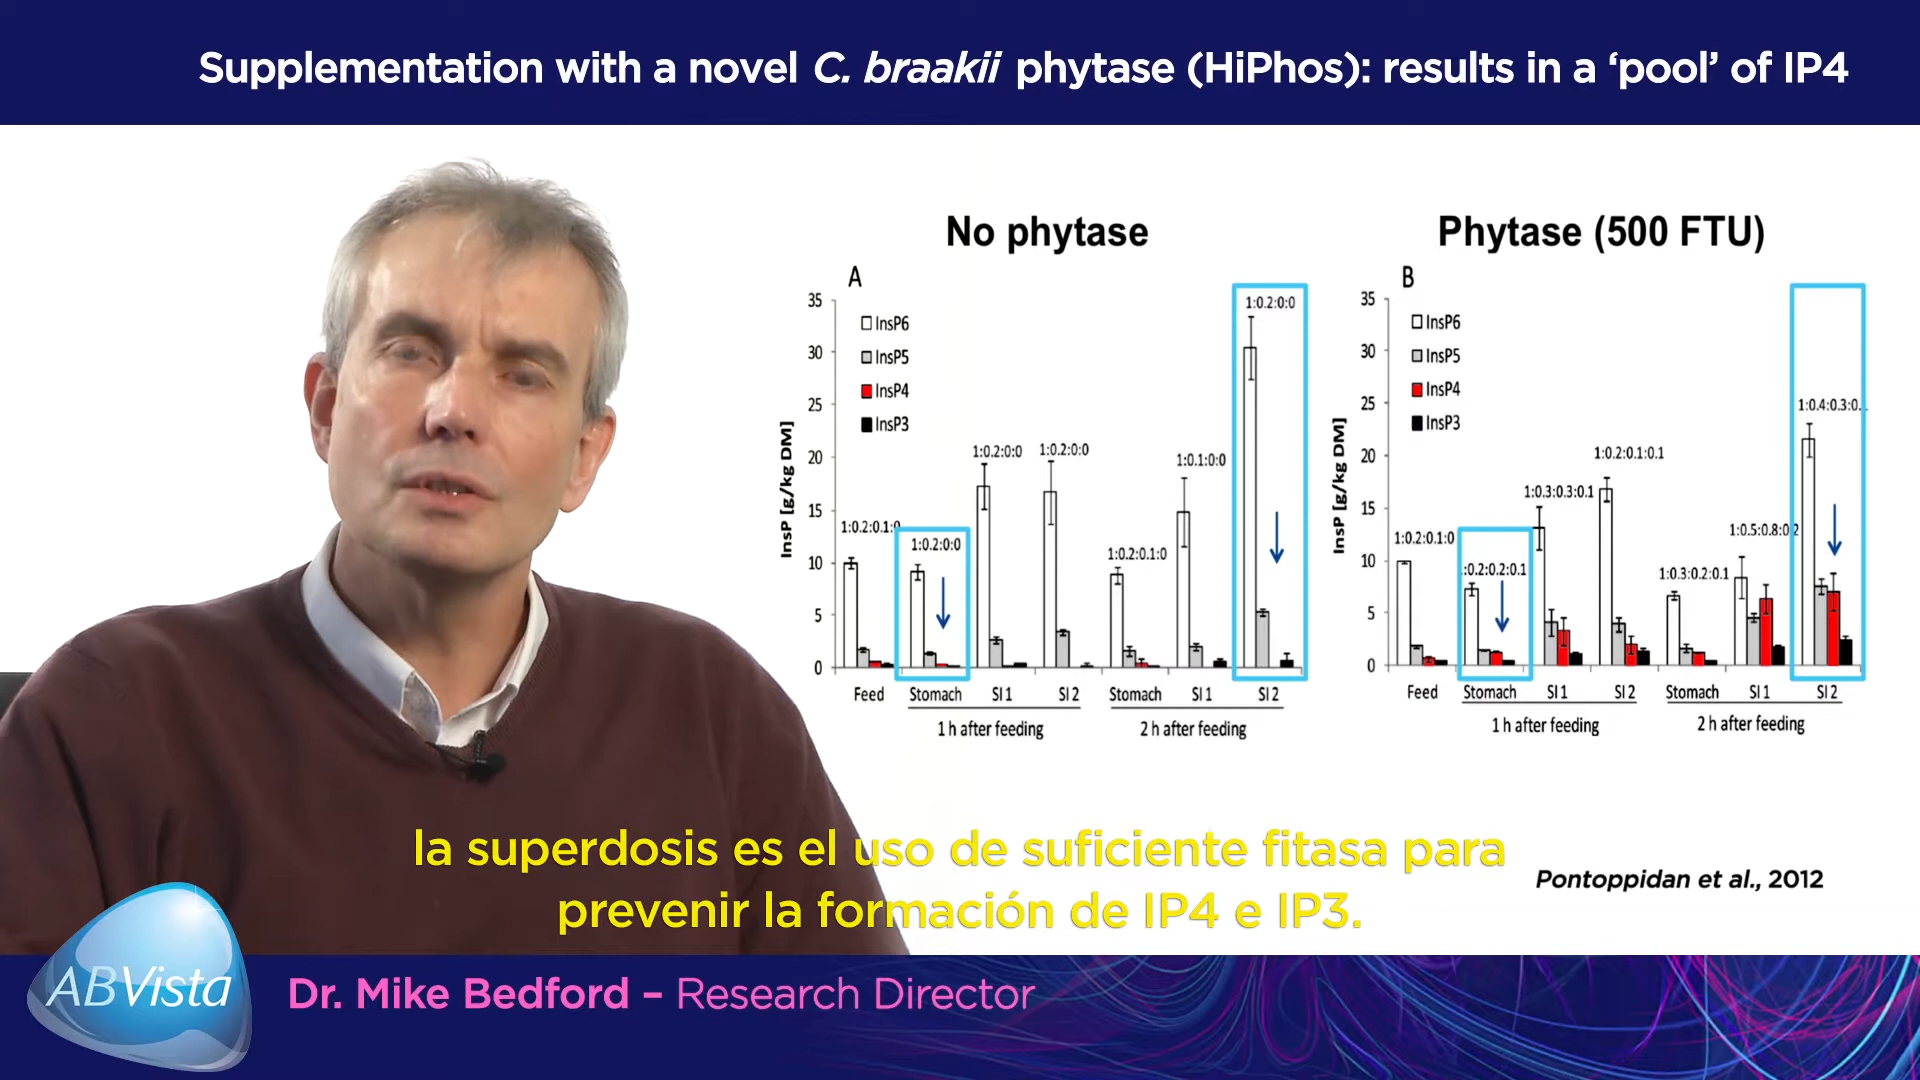 Supplementation with a novel C. braakii phytase (HiPhos): results in a ‘pool’ of IP4
No phytase
A
35
30
25
20
15
10
5
0
InsP [g/kg DM]
InsP6
InsP5
InsP4
InsP3
1:0.2:0.1:0
1:0.2:0:0
1:0.2:0:0
1:0.2:0:0
1:0.2:0.1:0
1:0.1:0:0
1:0.2:0:0
Feed
Stomach
SI 1
SI 2
Stomach
SI 1
SI 2
1 h after feeding
2 h after feeding
Phytase (500 FTU)
B
35
30
25
20
15
10
5
0
InsP [g/kg DM]
InsP6
InsP5
InsP4
InsP3
1:0.2:0.1:0
:0.2:0.2:0.1
1:0.3:0.3:0.1
1:0.2:0.1:0.1
1:0.3:0.2:0.1
1:0.5:0.8:0.2
1:0.4:0.3:0.
Feed
Stomach
SI 1
SI 2
Stomach
SI 1
SI 2
1 h after feeding
2 h after feeding
la superdosis es el uso de suficiente fitasa para
prevenir la formación de IP4 e IP3.
Pontoppidan et al., 2012
ABVista
Dr. Mike Bedford – Research Director